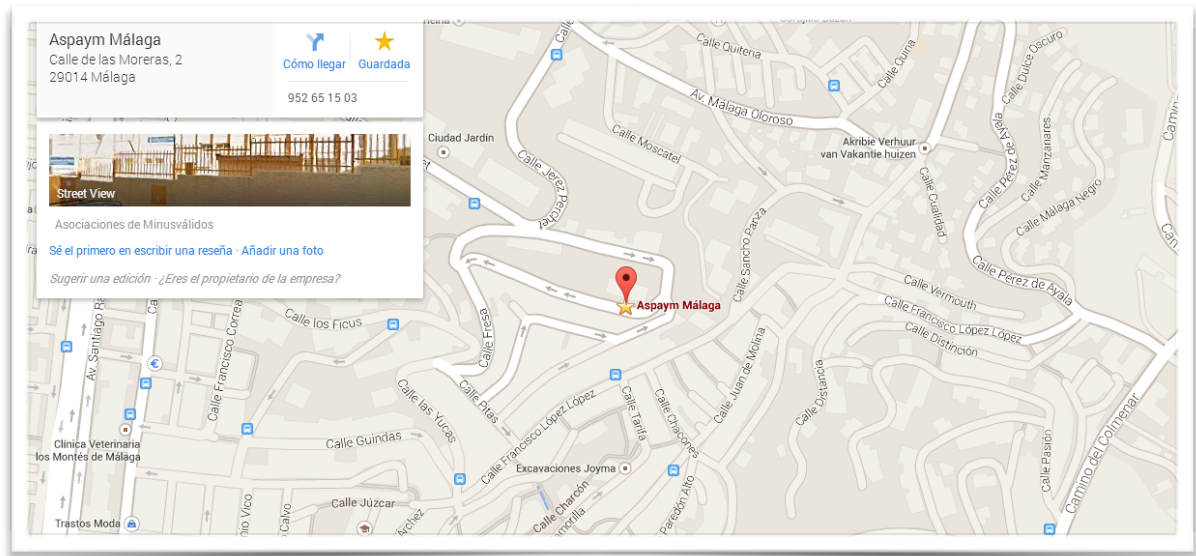 Aspaym Málaga
Calle de las Moreras, 2
29014 Málaga
Cómo llegar
Guardada
952 65 15 03
Street View
Asociaciones de Minusválidos
Sé el primero en escribir una reseña · Añadir una foto
Sugerir una edición · ¿Eres el propietario de la empresa?
Calle Quiteria
Calle Quina
Calle Dulce Oscuro
Av. Málaga Oloroso
Ciudad Jardín
Calle Moscatel
Akribie Verhuur
van Vakantie huizen
Calle Pérez de Ayala
Calle Manzanares
Calle Jerez Perchet
Calle Cualidad
Calle Málaga Negro
Calle Sancho Panza
Calle Pérez de Ayala
Aspaym Málaga
Calle Vermouth
Calle Francisco López López
Calle Distinción
Calle los Ficus
Calle Fresa
Av. Santiago
Calle Francisco Correa
Calle Juan de Molina
Calle Distancia
Calle Pitas
Calle las Yucas
Calle Francisco López López
Calle Tarifa
Calle Chacones
Camino del Colmenar
Calle Pasión
Clínica Veterinaria
los Montés de Málaga
Calle Guindas
Excavaciones Joyma
Calle Charcón
Calle Júzcar
Paredón Alto
Trastos Moda